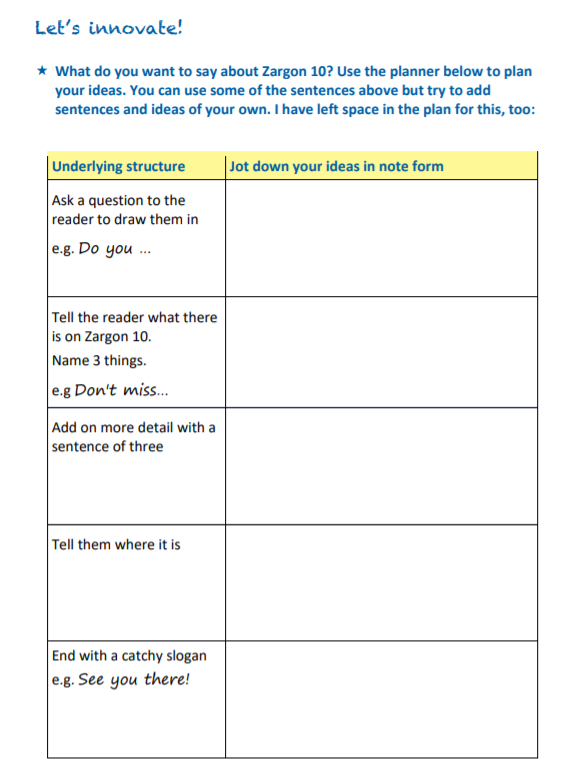 Let's innovate!
★ What do you want to say about Zargon 10? Use the planner below to plan
your ideas. You can use some of the sentences above but try to add
sentences and ideas of your own. I have left space in the plan for this, too:
Underlying structure
Jot down your ideas in note form
Ask a question to the
reader to draw them in
e.g. Do you ...
Tell the reader what there
is on Zargon 10.
Name 3 things.
e.g Don't miss...
Add on more detail with a
sentence of three
Tell them where it is
End with a catchy slogan
e.g. See you there!